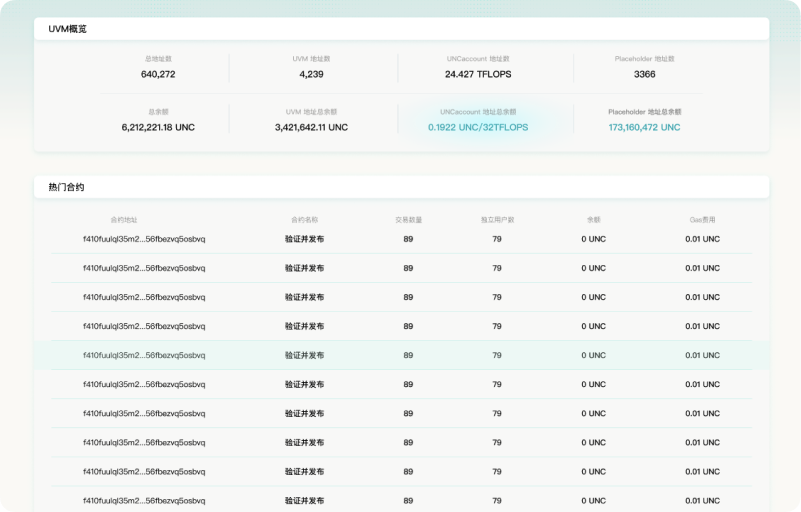 UVM概览
总地址数 UVM 地址数 UNCaccount 地址数 Placeholder 地址数
640,272 4,239 24.427 TFLOPS 3366
总余额 UVM 地址总余额 UNCaccount 地址总余额 Placeholder 地址总余额
6,212,221.18 UNC 3,421,642.11 UNC 0.1922 UNC/32TFLOPS 173,160,472 UNC
热门合约
合约地址 合约名称 交易数量 独立用户数 余额 Gas费用
f410fuulql35m2...56fbezvq5osbvq 验证并发布 89 79 0 UNC 0.01 UNC
f410fuulql35m2...56fbezvq5osbvq 验证并发布 89 79 0 UNC 0.01 UNC
f410fuulql35m2...56fbezvq5osbvq 验证并发布 89 79 0 UNC 0.01 UNC
f410fuulql35m2...56fbezvq5osbvq 验证并发布 89 79 0 UNC 0.01 UNC
f410fuulql35m2...56fbezvq5osbvq 验证并发布 89 79 0 UNC 0.01 UNC
f410fuulql35m2...56fbezvq5osbvq 验证并发布 89 79 0 UNC 0.01 UNC
f410fuulql35m2...56fbezvq5osbvq 验证并发布 89 79 0 UNC 0.01 UNC
f410fuulql35m2...56fbezvq5osbvq 验证并发布 89 79 0 UNC 0.01 UNC
f410fuulql35m2...56fbezvq5osbvq 验证并发布 89 79 0 UNC 0.01 UNC
f410fuulql35m2...56fbezvq5osbvq 验证并发布 89 79 0 UNC 0.01 UNC